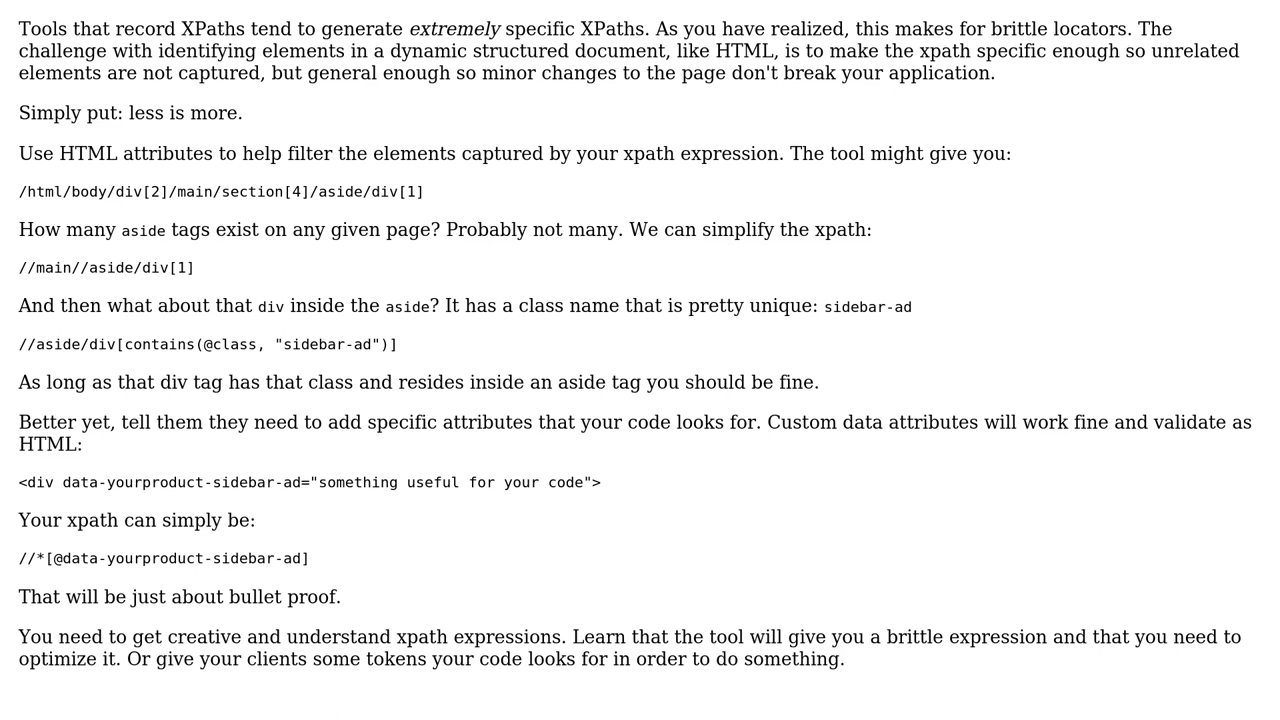 Tools that record XPaths tend to generate extremely specific XPaths. As you have realized, this makes for brittle locators. The
challenge with identifying elements in a dynamic structured document, like HTML, is to make the xpath specific enough so unrelated
elements are not captured, but general enough so minor changes to the page don't break your application.
Simply put: less is more.
Use HTML attributes to help filter the elements captured by your xpath expression. The tool might give you:
/html/body/div[2]/main/section[4]/aside/div[1]
How many aside tags exist on any given page? Probably not many. We can simplify the xpath:
//main//aside/div[1]
And then what about that div inside the aside? It has a class name that is pretty unique: sidebar-ad
//aside/div[contains(@class, "sidebar-ad")]
As long as that div tag has that class and resides inside an aside tag you should be fine.
Better yet, tell them they need to add specific attributes that your code looks for. Custom data attributes will work fine and validate as
HTML:
<div data-yourproduct-sidebar-ad="something useful for your code">
Your xpath can simply be:
//*[@data-yourproduct-sidebar-ad]
That will be just about bullet proof.
You need to get creative and understand xpath expressions. Learn that the tool will give you a brittle expression and that you need to
optimize it. Or give your clients some tokens your code looks for in order to do something.